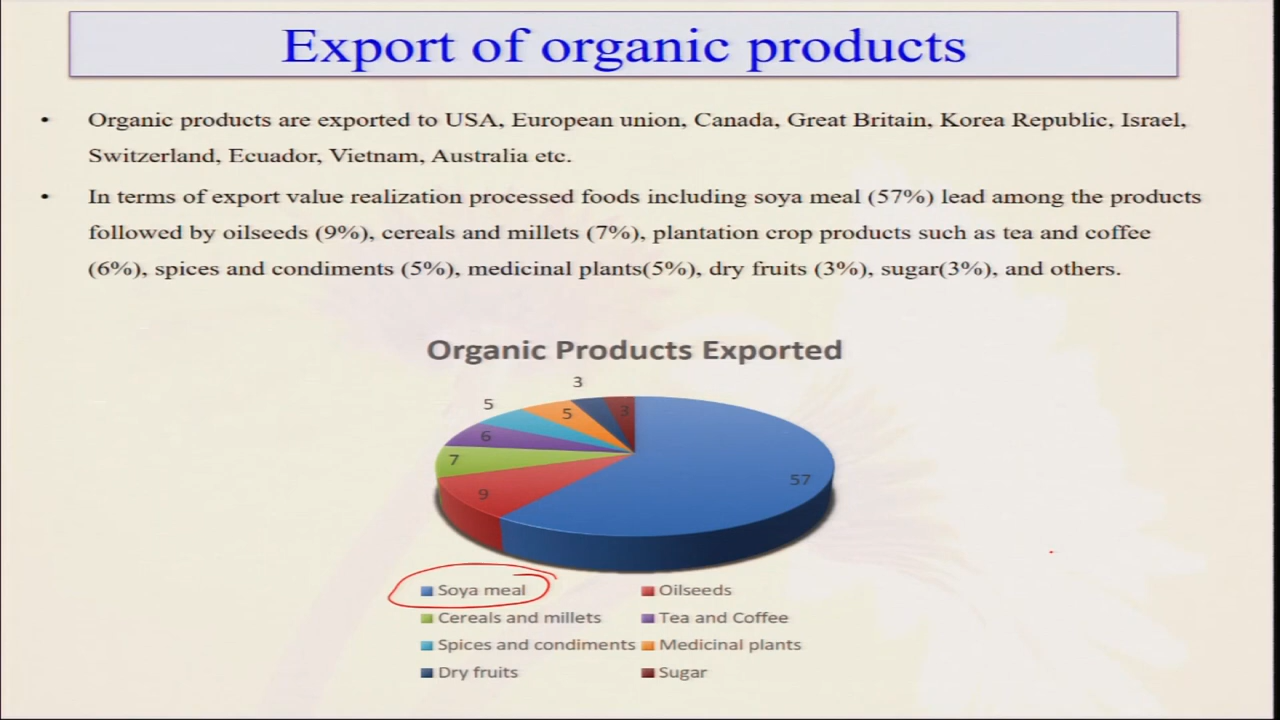 Export of organic products
• Organic products are exported to USA, European union, Canada, Great Britain, Korea Republic, Israel,
Switzerland, Ecuador, Vietnam, Australia etc.
• In terms of export value realization processed foods including soya meal (57%) lead among the products
followed by oilseeds (9%), cereals and millets (7%), plantation crop products such as tea and coffee
(6%), spices and condiments (5%), medicinal plants(5%), dry fruits (3%), sugar(3%), and others.
Organic Products Exported
3
5 5 3
6
7
57
9
Soya meal Oilseeds
Cereals and millets Tea and Coffee
Spices and condiments Medicinal plants
Dry fruits Sugar